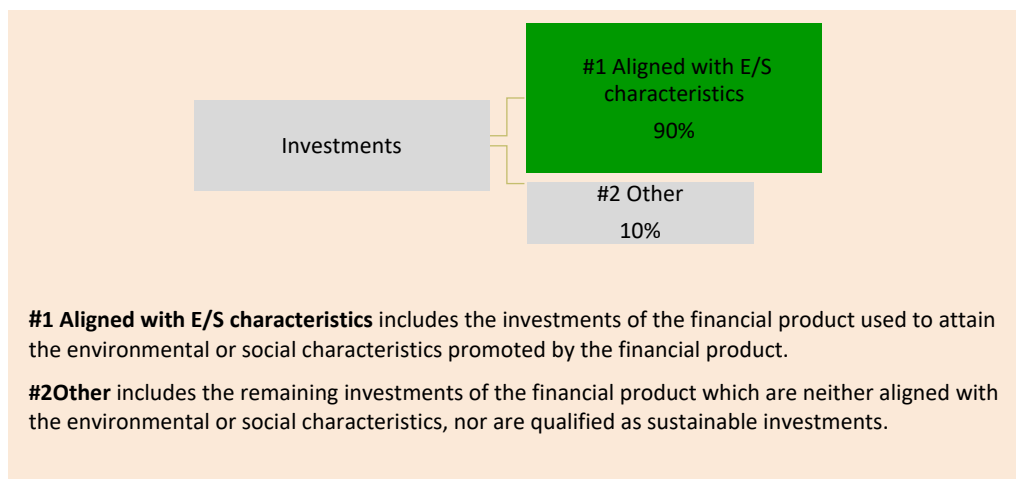 #1 Aligned with E/S
characteristics
90%
Investments
#2 Other
10%
#1 Aligned with E/S characteristics includes the investments of the financial product used to attain
the environmental or social characteristics promoted by the financial product.
#2Other includes the remaining investments of the financial product which are neither aligned with
the environmental or social characteristics, nor are qualified as sustainable investments.